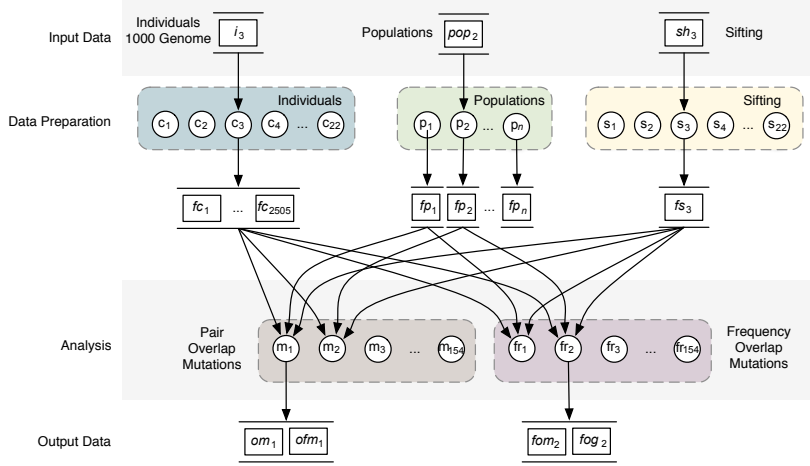 Input Data
Individuals
1000 Genome
i3
Populations
pop2
sh3
Sifting
Data Preparation
Individuals
c1 c2 c3 c4 ... c22
Populations
p1 p2 ... pn
Sifting
s1 s2 s3 s4 ... s22
fc1 ... fc2505
fp1 fp2 ... fpn
fs3
Analysis
Pair
Overlap
Mutations
m1 m2 m3 ... m154
fr1 fr2 fr3 ... fr154
Frequency
Overlap
Mutations
Output Data
om1 ofm1
fom2 fog2